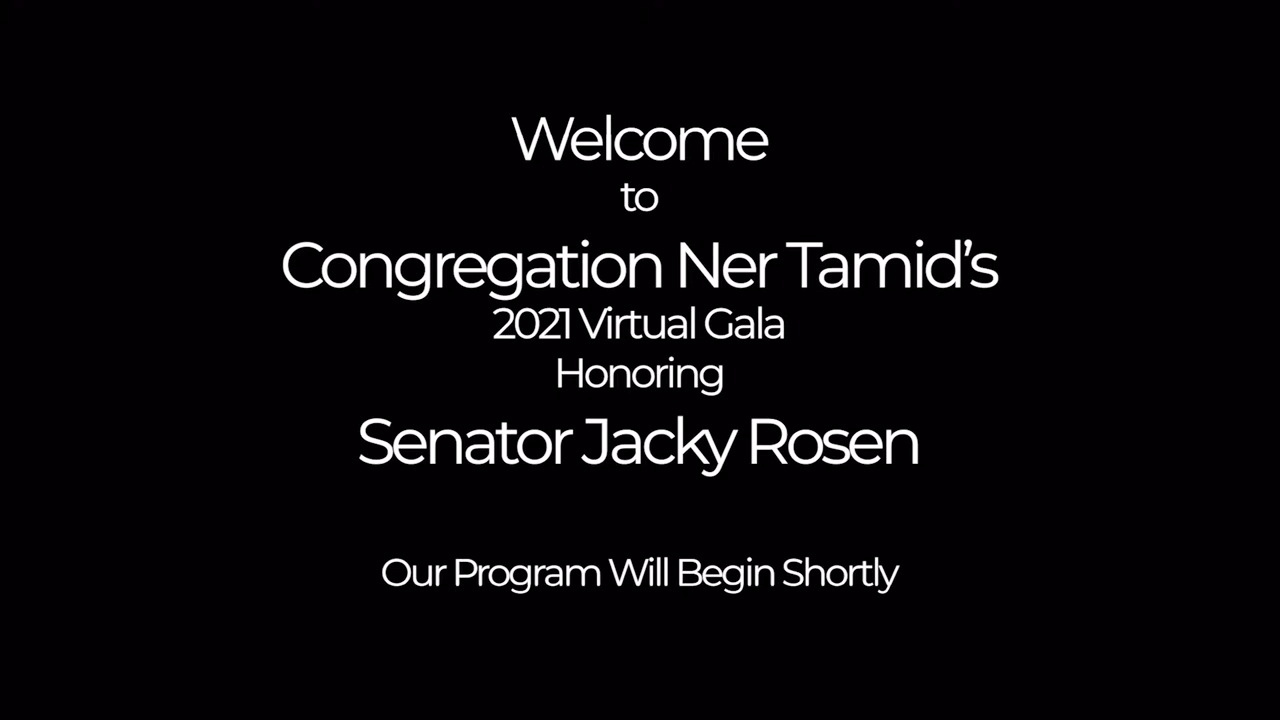 Welcome
to
Congregation Ner Tamid’s
2021 Virtual Gala
Honoring
Senator Jacky Rosen
Our Program Will Begin Shortly